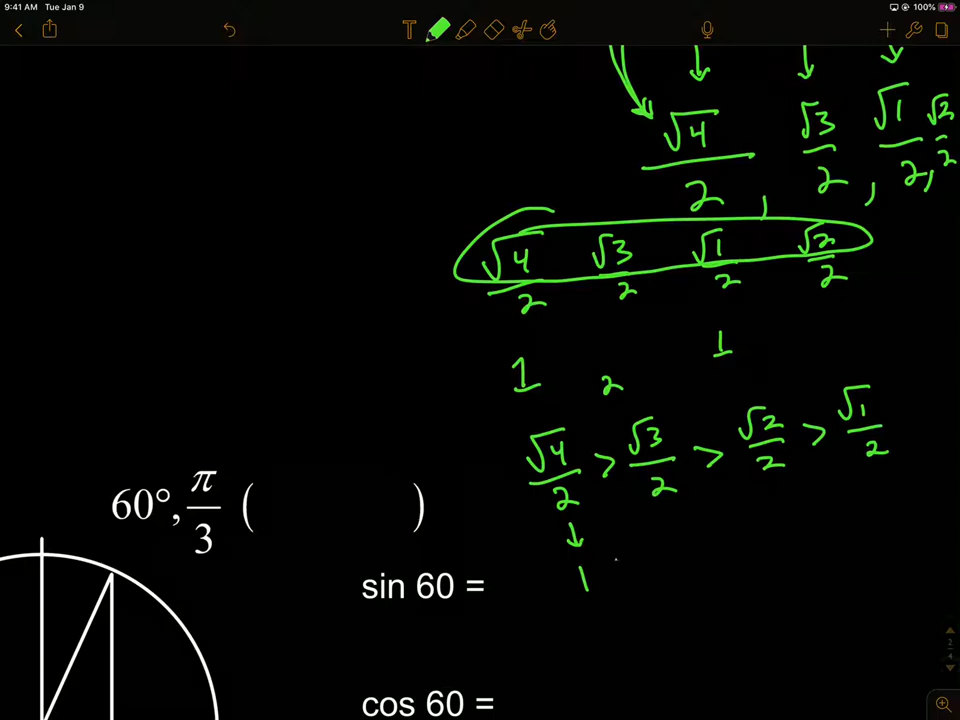 9:41 AM Tue Jan 9 100%
T
√4/2 , √3/2 , √1/2, √2/2
√4/2 √3/2 √1/2 √2/2
1 2 1
√4/2 > √3/2 > √2/2 > √1/2
1
60°, π/3 ( )
sin 60 =
cos 60 =
2
4